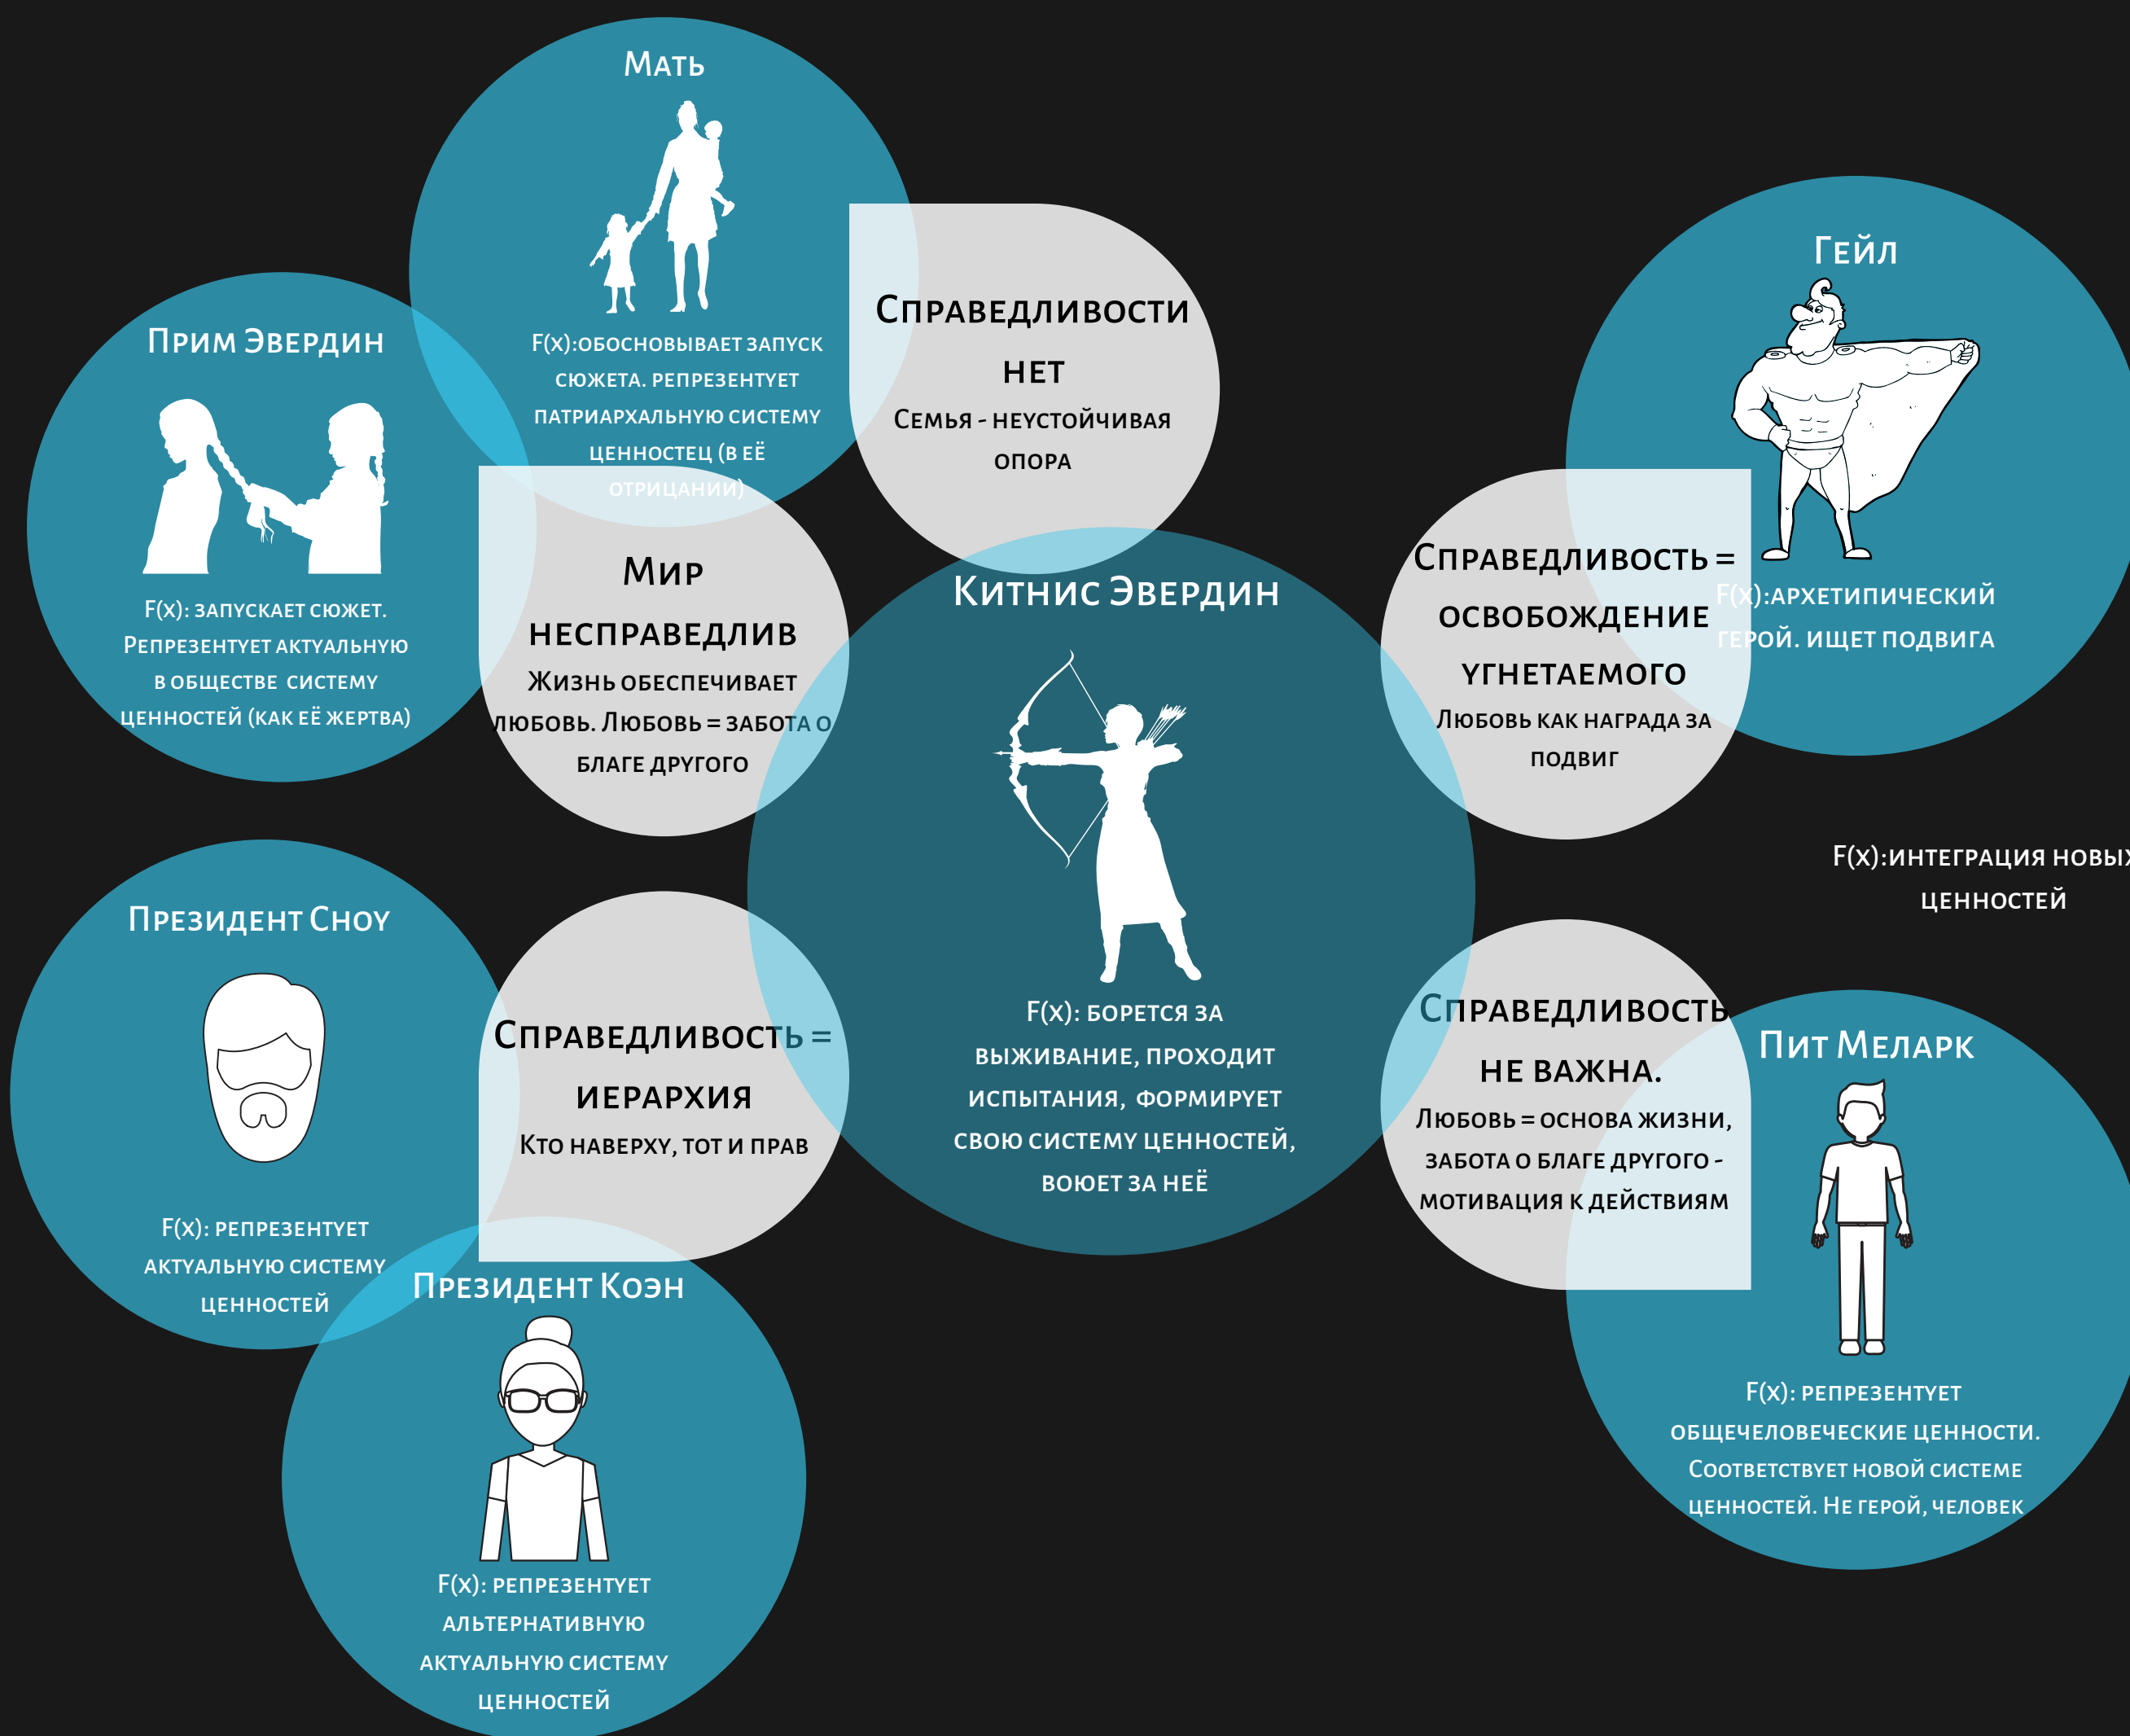 Мать
F(x):обосновывает запуск
сюжета. репрезентует
патриархальную систему
ценностец (в её
отрицании)
Прим Эвердин
F(x): запускает сюжет.
Репрезентует актуальную
в обществе систему
ценностей (как её жертва)
Справедливости
нет
Семья - неустойчивая
опора
Мир
несправедлив
Жизнь обеспечивает
любовь. Любовь = забота о
благе другого
Гейл
F(x):архетипический
герой. ищет подвига
Справедливость =
освобождение
угнетаемого
Любовь как награда за
подвиг
Китнис Эвердин
F(x): борется за
выживание, проходит
испытания, формирует
свою систему ценностей,
воюет за неё
F(x):интеграция новых
ценностей
Президент Сноу
F(x): репрезентует
актуальную систему
ценностей
Справедливость =
иерархия
Кто наверху, тот и прав
Справедливость
не важна.
Любовь = основа жизни,
забота о благе другого -
мотивация к действиям
Пит Меларк
F(x): репрезентует
общечеловеческие ценности.
Соответствует новой системе
ценностей. Не герой, человек
Президент Коэн
F(x): репрезентует
альтернативную
актуальную систему
ценностей